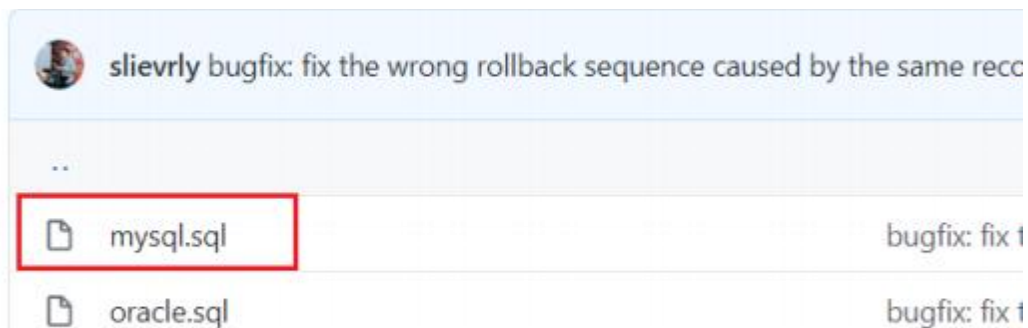 slievrly bugfix: fix the wrong rollback sequence caused by the same reco
..
mysql.sql bugfix: fix t
oracle.sql bugfix: fix t